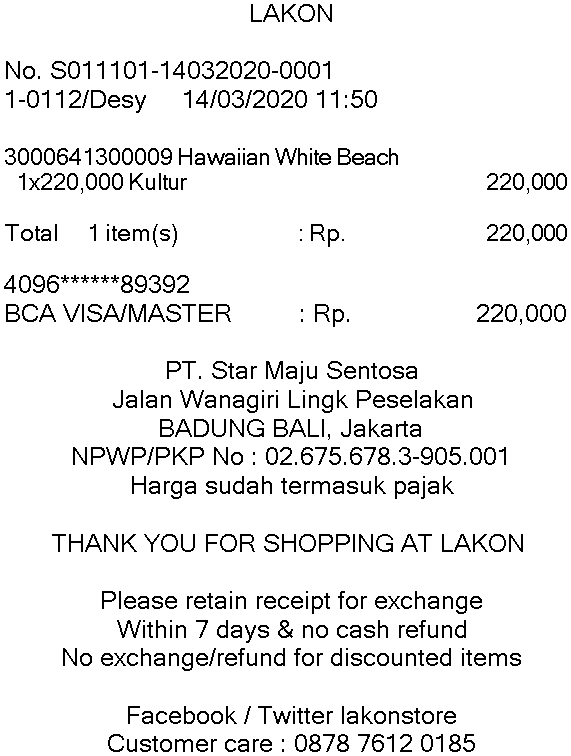 LAKON
No. S011101-14032020-0001
1-0112/Desy 14/03/2020 11:50
3000641300009 Hawaiian White Beach
1x220,000 Kultur 220,000
Total 1 item(s) : Rp. 220,000
4096******89392
BCA VISA/MASTER : Rp. 220,000
PT. Star Maju Sentosa
Jalan Wanagiri Lingk Peselakan
BADUNG BALI, Jakarta
NPWP/PKP No : 02.675.678.3-905.001
Harga sudah termasuk pajak
THANK YOU FOR SHOPPING AT LAKON
Please retain receipt for exchange
Within 7 days & no cash refund
No exchange/refund for discounted items
Facebook / Twitter lakonstore
Customer care : 0878 7612 0185